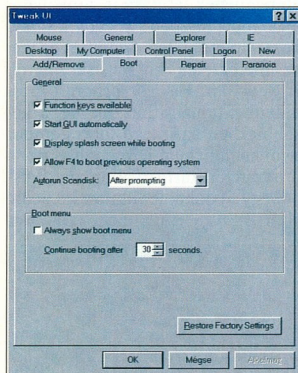 Tweak UI
Mouse General Explorer IE
Desktop My Computer Control Panel Logon New
Add/Remove Boot Repair Paranoia
General
Function keys available
Start GUI automatically
Display splash screen while booting
Allow F4 to boot previous operating system
Autorun Scandisk: After prompting
Boot menu
Always show boot menu
Continue booting after 30 seconds.
Restore Factory Settings
OK Mégse